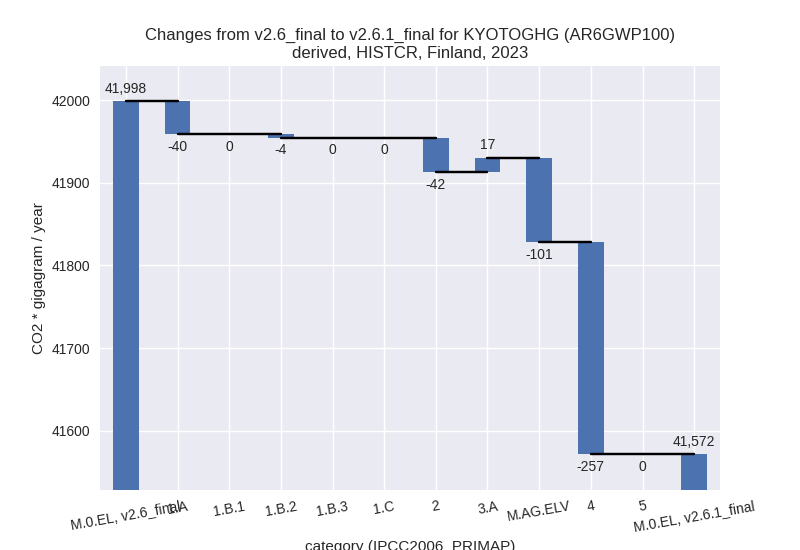 Changes from v2.6_final to v2.6.1_final for KYOTOGHG (AR6GWP100)
derived, HISTCR, Finland, 2023
CO2 * gigagram / year
42000
41900
41800
41700
41600
41,998
-40
0
-4
0
0
-42
17
-101
-257
0
41,572
M.0.EL, v2.6_final
1.A
1.B.1
1.B.2
1.B.3
1.C
2
3.A
M.AG.ELV
4
5
M.0.EL, v2.6.1_final
category (IPCC2006_PRIMAP)